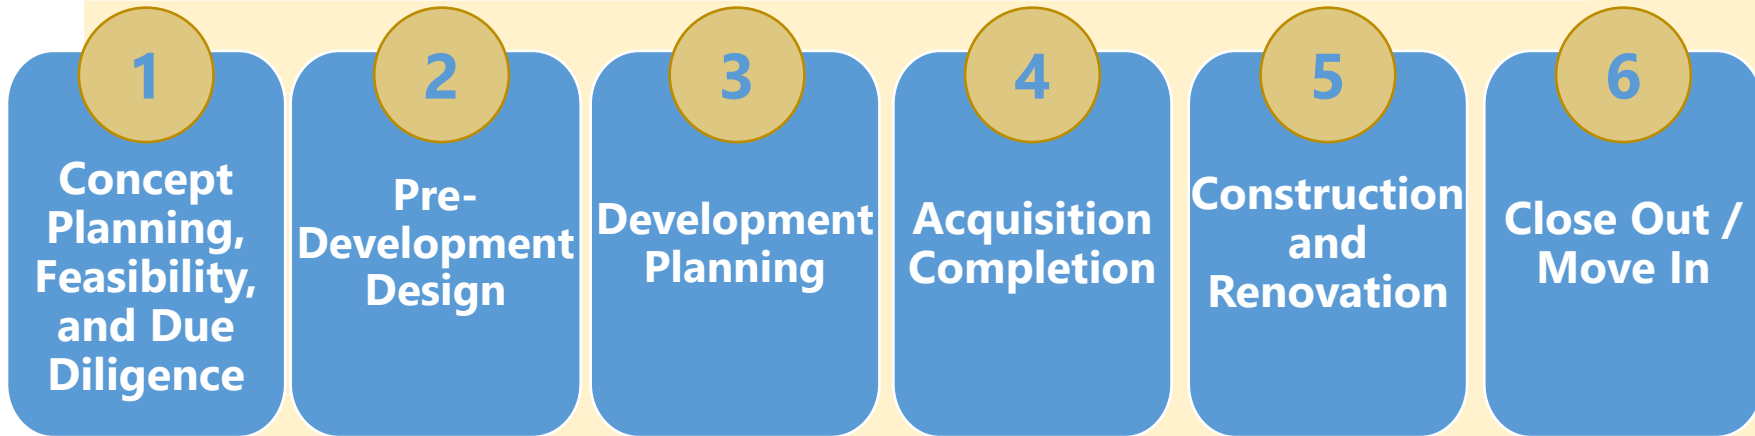 1
Concept
Planning,
Feasibility,
and Due
Diligence
2
Pre-
Development
Design
3
Development
Planning
4
Acquisition
Completion
5
Construction
and
Renovation
6
Close Out /
Move In